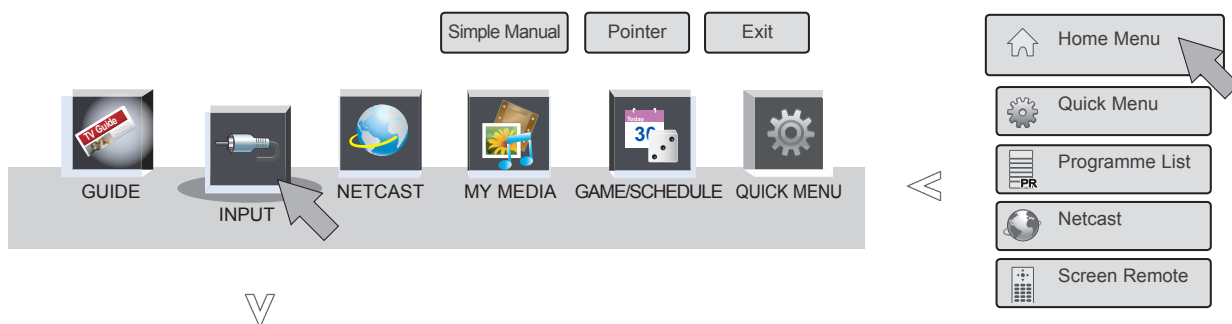 Simple Manual
Pointer
Exit
TV Guide
GUIDE
INPUT
NETCAST
MY MEDIA
Today
30
GAME/SCHEDULE
QUICK MENU
Home Menu
Quick Menu
PR
Programme List
Netcast
Screen Remote